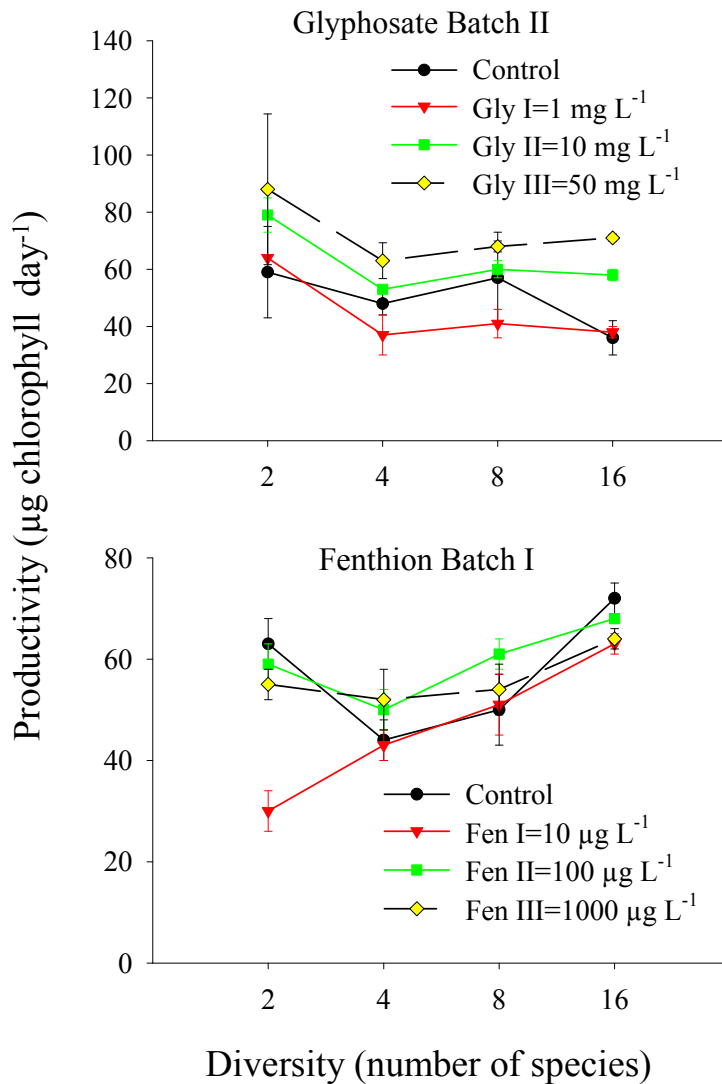 Glyphosate Batch II
140
120
100
80
60
40
20
0
Control
Gly I=1 mg L⁻¹
Gly II=10 mg L⁻¹
Gly III=50 mg L⁻¹
2 4 8 16
Productivity (µg chlorophyll day⁻¹)
Fenthion Batch I
80
60
40
20
0
Control
Fen I=10 µg L⁻¹
Fen II=100 µg L⁻¹
Fen III=1000 µg L⁻¹
2 4 8 16
Diversity (number of species)